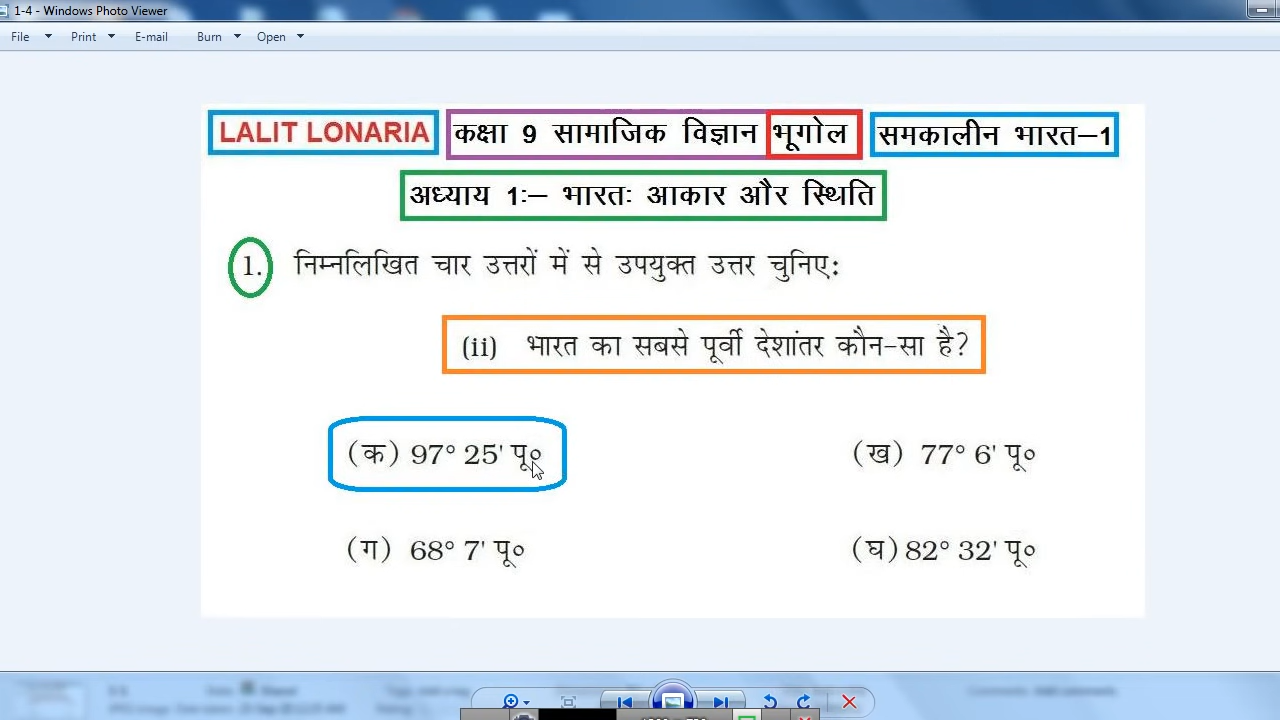 1-4 - Windows Photo Viewer
File Print E-mail Burn Open
LALIT LONARIA कक्षा 9 सामाजिक विज्ञान भूगोल समकालीन भारत–1
अध्याय 1:– भारतः आकार और स्थिति
1. निम्नलिखित चार उत्तरों में से उपयुक्त उत्तर चुनिए:
(ii) भारत का सबसे पूर्वी देशांतर कौन-सा है?
(क) 97° 25' पू० (ख) 77° 6' पू०
(ग) 68° 7' पू० (घ) 82° 32' पू०